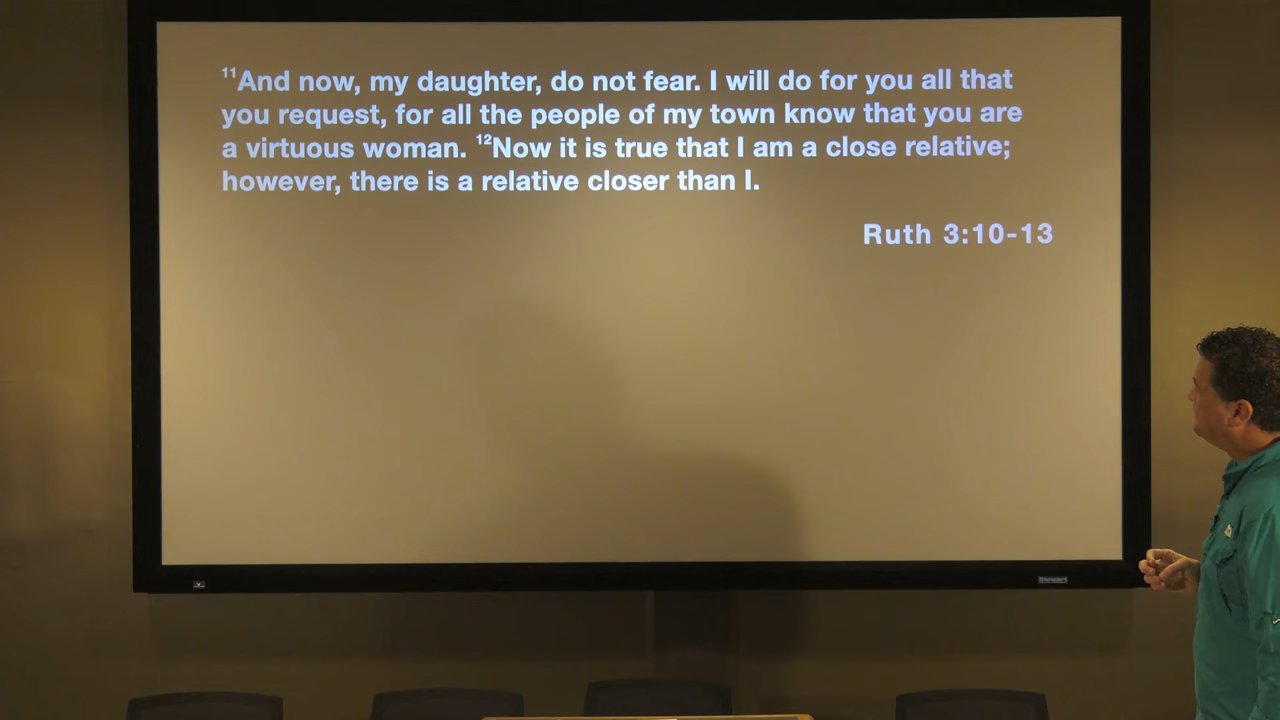 ¹¹And now, my daughter, do not fear. I will do for you all that
you request, for all the people of my town know that you are
a virtuous woman. ¹²Now it is true that I am a close relative;
however, there is a relative closer than I.
Ruth 3:10-13
Stewart